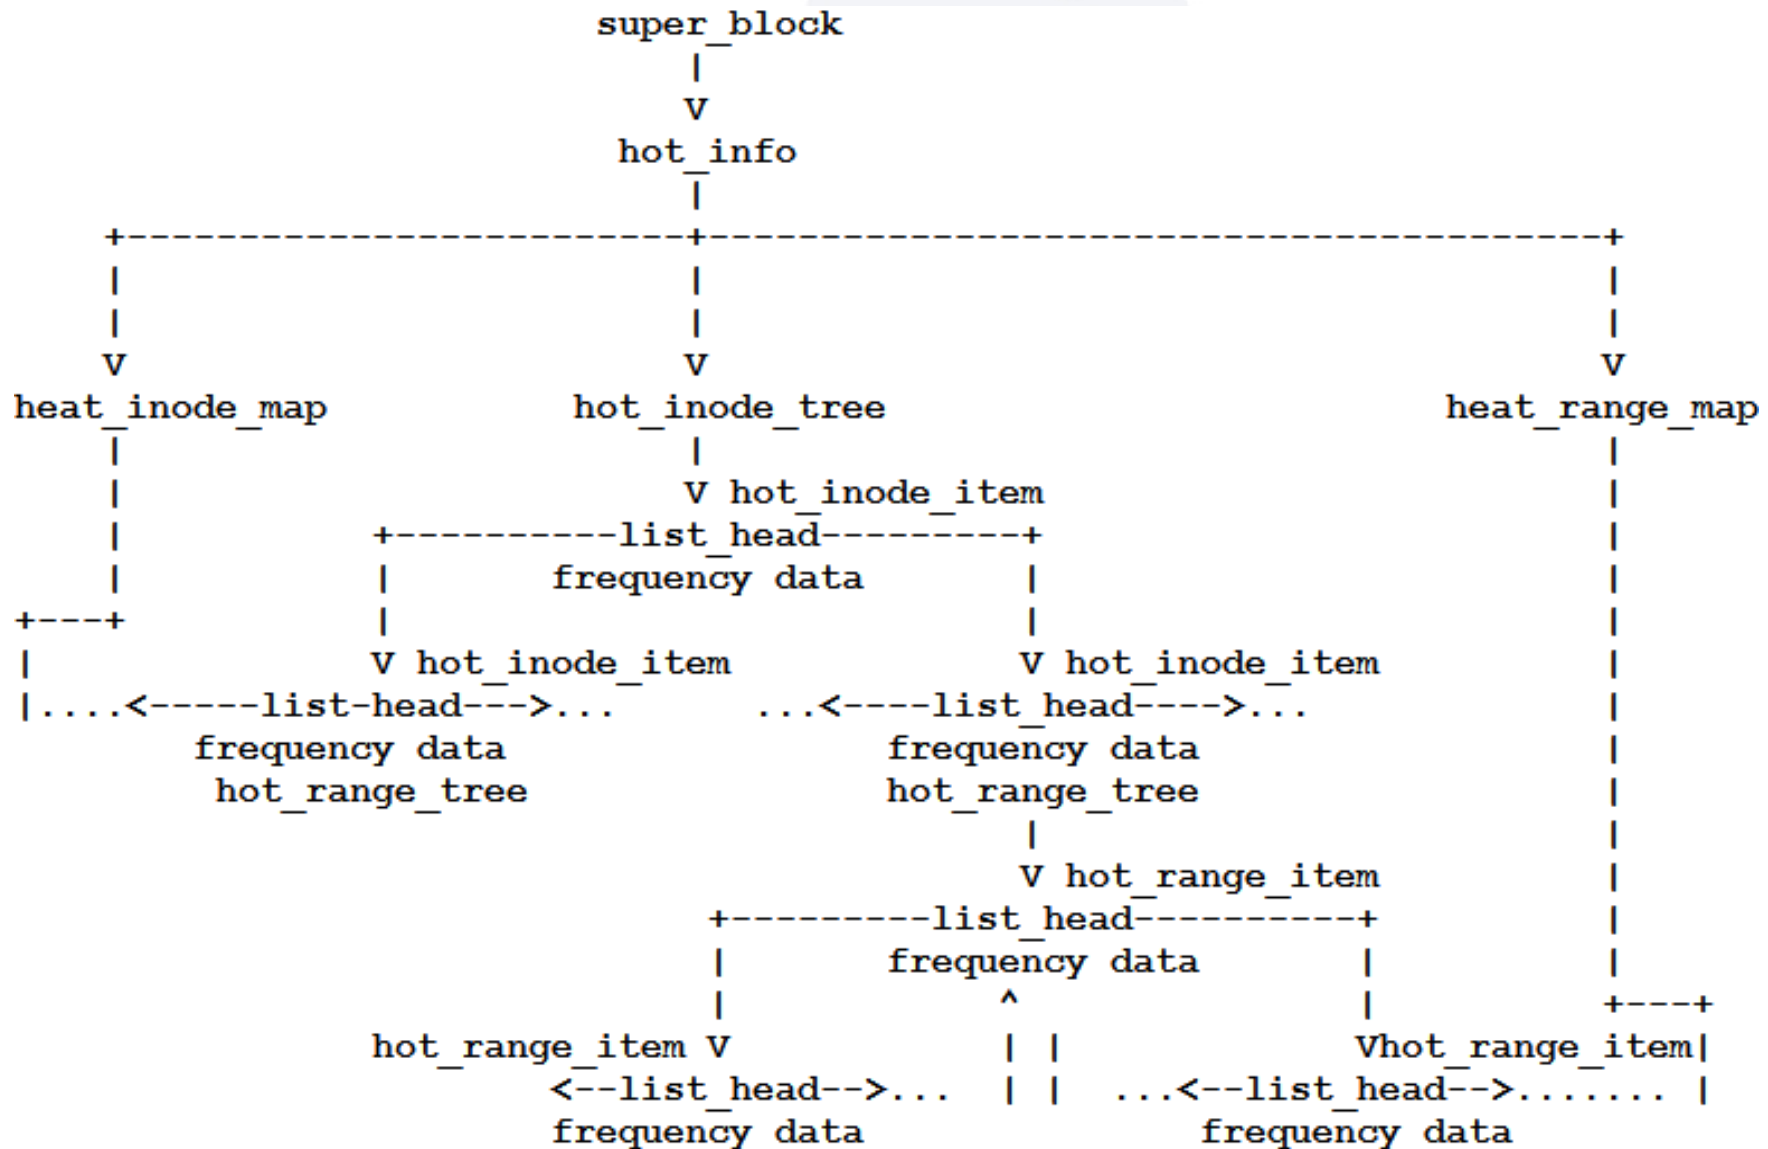 super_block
                              |
                              V
                           hot_info
                              |
    +-------------------------+---------------------------------------+
    |                         |                                       |
    |                         |                                       |
    V                         V                                       V
heat_inode_map           hot_inode_tree                         heat_range_map
    |                         |                                       |
    |                         V hot_inode_item                        |
    |           +----------list_head---------+                        |
    |           |       frequency data       |                        |
+---+           |                            |                        |
|               V hot_inode_item             V hot_inode_item         |
|....<-----list-head--->...      ...<----list_head---->...            |
        frequency data                 frequency data                 |
         hot_range_tree                hot_range_tree                 |
                                             |                        |
                                             V hot_range_item         |
                               +---------list_head----------+         |
                               |       frequency data       |         |
                               |            ^               |         +---+
                hot_range_item V            | |             Vhot_range_item|
                        <--list_head-->...  | |  ...<--list_head-->....... |
                        frequency data               frequency data